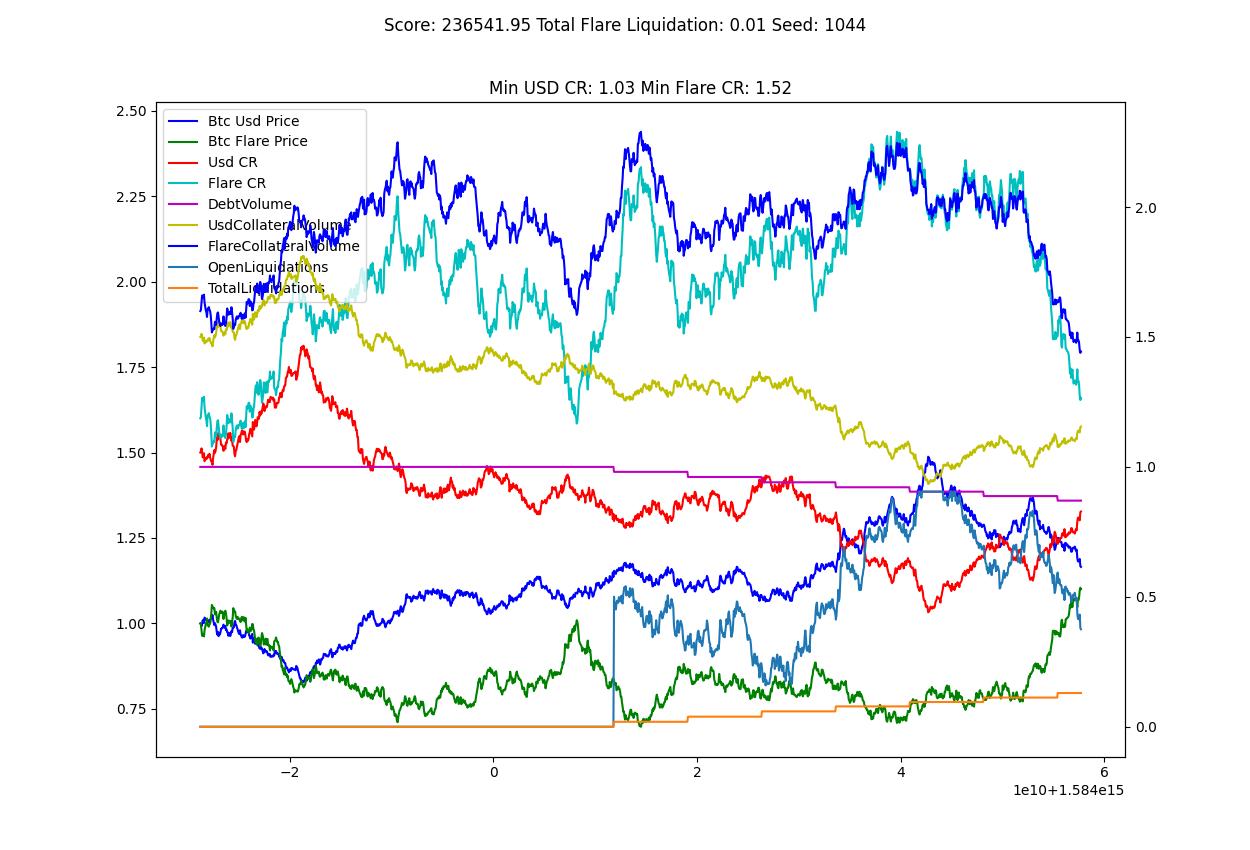 Score: 236541.95 Total Flare Liquidation: 0.01 Seed: 1044
Min USD CR: 1.03 Min Flare CR: 1.52
Btc Usd Price
Btc Flare Price
Usd CR
Flare CR
DebtVolume
UsdCollateralVolume
FlareCollateralVolume
OpenLiquidations
TotalLiquidations
2.50
2.25
2.00
1.75
1.50
1.25
1.00
0.75
2.0
1.5
1.0
0.5
0.0
−2 0 2 4 6
1e10+1.584e15